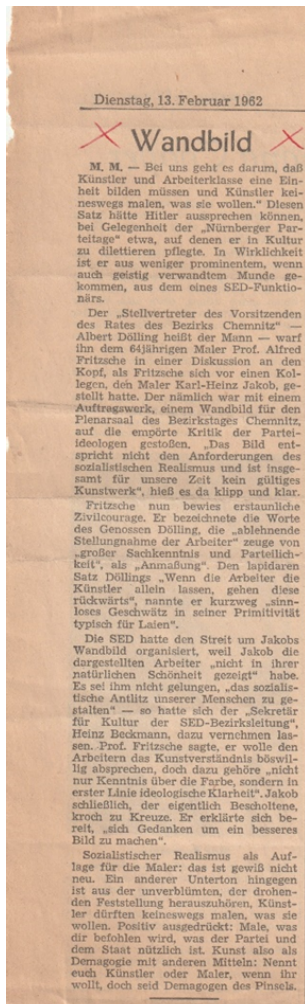 Dienstag, 13. Februar 1962
Wandbild
M. M. — Bei uns geht es darum, daß
Künstler und Arbeiterklasse eine Ein-
heit bilden müssen und Künstler kei-
neswegs malen, was sie wollen.“ Diesen
Satz hätte Hitler aussprechen können,
bei Gelegenheit der „Nürnberger Par-
teitage“ etwa, auf denen er in Kultur
zu dilettieren pflegte. In Wirklichkeit
ist er aus weniger prominentem, wenn
auch geistig verwandtem Munde ge-
kommen, aus dem eines SED-Funktio-
närs.
Der „Stellvertreter des Vorsitzenden
des Rates des Bezirks Chemnitz“ —
Albert Dölling heißt der Mann — warf
ihn dem 64jährigen Maler Prof. Alfred
Fritzsche in einer Diskussion an den
Kopf, als Fritzsche sich vor einen Kol-
legen, den Maler Karl-Heinz Jakob, ge-
stellt hatte. Der nämlich war mit einem
Auftragswerk, einem Wandbild für den
Plenarsaal des Bezirkstages Chemnitz,
auf die empörte Kritik der Partei-
ideologen gestoßen. „Das Bild ent-
spricht nicht den Anforderungen des
sozialistischen Realismus und ist insge-
samt für unsere Zeit kein gültiges
Kunstwerk“, hieß es da klipp und klar.
Fritzsche nun bewies erstaunliche
Zivilcourage. Er bezeichnete die Worte
des Genossen Dölling, die „ablehnende
Stellungnahme der Arbeiter“ zeuge von
„großer Sachkenntnis und Parteilich-
keit“, als „Anmaßung“. Den lapidaren
Satz Döllings „Wenn die Arbeiter die
Künstler allein lassen, gehen diese
rückwärts“, nannte er kurzweg „sinn-
loses Geschwätz in seiner Primitivität
typisch für Laien“.
Die SED hatte den Streit um Jakobs
Wandbild organisiert, weil Jakob die
dargestellten Arbeiter „nicht in ihrer
natürlichen Schönheit gezeigt“ habe.
Es sei ihm nicht gelungen, „das sozialis-
tische Antlitz unserer Menschen zu ge-
stalten“ — so hatte sich der „Sekretär
für Kultur der SED-Bezirksleitung“,
Heinz Beckmann, dazu vernehmen las-
sen. Prof. Fritzsche sagte, er wolle den
Arbeitern das Kunstverständnis böswil-
lig absprechen, doch dazu gehöre „nicht
nur Kenntnis über die Farbe, sondern in
erster Linie ideologische Klarheit“. Jakob
schließlich, der eigentlich Bescholtene,
kroch zu Kreuze. Er erklärte sich be-
reit, „sich Gedanken um ein besseres
Bild zu machen“.
Sozialistischer Realismus als Auf-
lage für die Maler: das ist gewiß nicht
neu. Ein anderer Unterton hingegen
ist aus der unverblümten, der drohen-
den Feststellung herauszuhören, Künst-
ler dürften keineswegs malen, was sie
wollen. Positiv ausgedrückt: Male, was
dir befohlen wird, was der Partei und
dem Staat nützlich ist. Kunst also als
Demagogie mit anderen Mitteln: Nennt
euch Künstler oder Maler, wenn ihr
wollt, doch seid Demagogen des Pinsels.